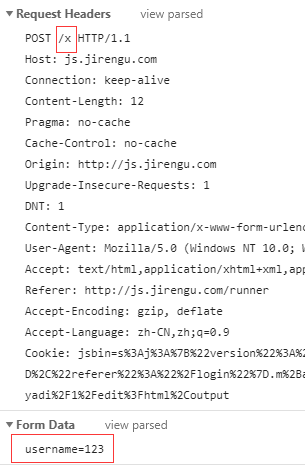 Request Headers view parsed
POST /x HTTP/1.1
Host: js.jirengu.com
Connection: keep-alive
Content-Length: 12
Pragma: no-cache
Cache-Control: no-cache
Origin: http://js.jirengu.com
Upgrade-Insecure-Requests: 1
DNT: 1
Content-Type: application/x-www-form-urlenc
User-Agent: Mozilla/5.0 (Windows NT 10.0; W
Accept: text/html,application/xhtml+xml,app
Referer: http://js.jirengu.com/runner
Accept-Encoding: gzip, deflate
Accept-Language: zh-CN,zh;q=0.9
Cookie: jsbin=s%3Aj%3A%7B%22version%22%3A%2
D%2C%22referer%22%3A%22%2Flogin%22%7D.m%2Ba
yadi%2F1%2Fedit%3Fhtml%2Coutput
Form Data view parsed
username=123